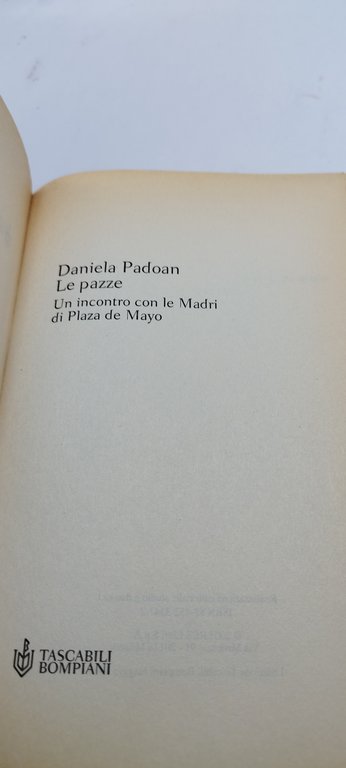 Daniela Padoan
Le pazze
Un incontro con le Madri
di Plaza de Mayo
TASCABILI
BOMPIANI